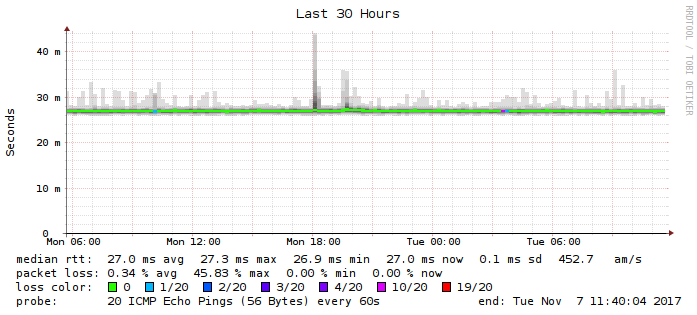 Last 30 Hours
RRDTOOL / TOBI OETIKER
Seconds
40 m
30 m
20 m
10 m
0
Mon 06:00 Mon 12:00 Mon 18:00 Tue 00:00 Tue 06:00
median rtt: 27.0 ms avg 27.3 ms max 26.9 ms min 27.0 ms now 0.1 ms sd 452.7 am/s
packet loss: 0.34 % avg 45.83 % max 0.00 % min 0.00 % now
loss color: 0 1/20 2/20 3/20 4/20 10/20 19/20
probe: 20 ICMP Echo Pings (56 Bytes) every 60s end: Tue Nov 7 11:40:04 2017